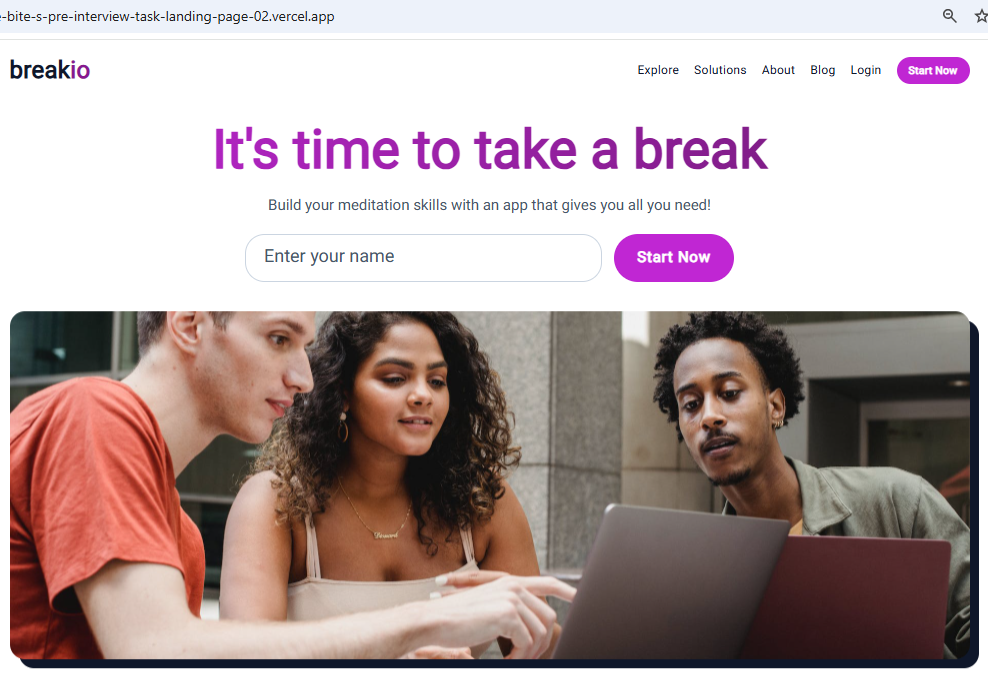 -bite-s-pre-interview-task-landing-page-02.vercel.app
breakio
Explore Solutions About Blog Login Start Now
It's time to take a break
Build your meditation skills with an app that gives you all you need!
Enter your name Start Now